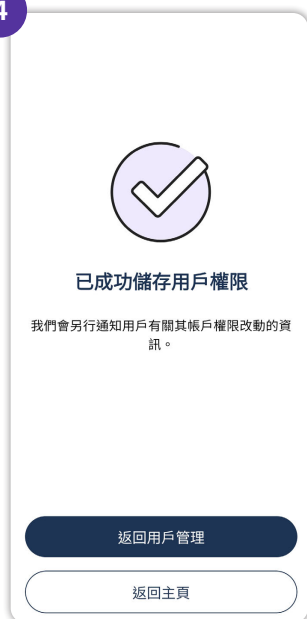 4
已成功儲存用戶權限
我們會另行通知用戶有關其帳戶權限改動的資
訊。
返回用戶管理
返回主頁